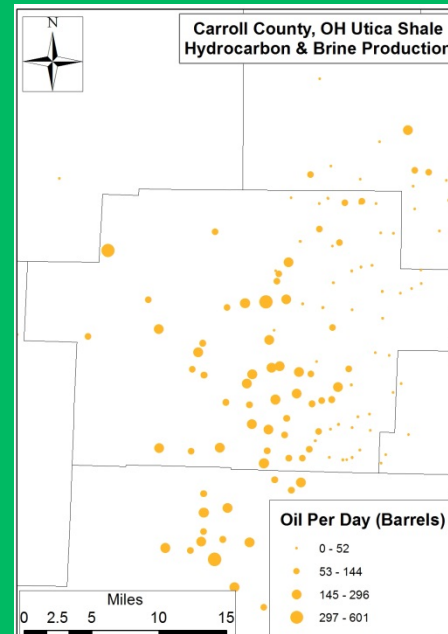 N
Carroll County, OH Utica Shale
Hydrocarbon & Brine Production
Oil Per Day (Barrels)
0 - 52
53 - 144
145 - 296
297 - 601
Miles
0 2.5 5 10 15